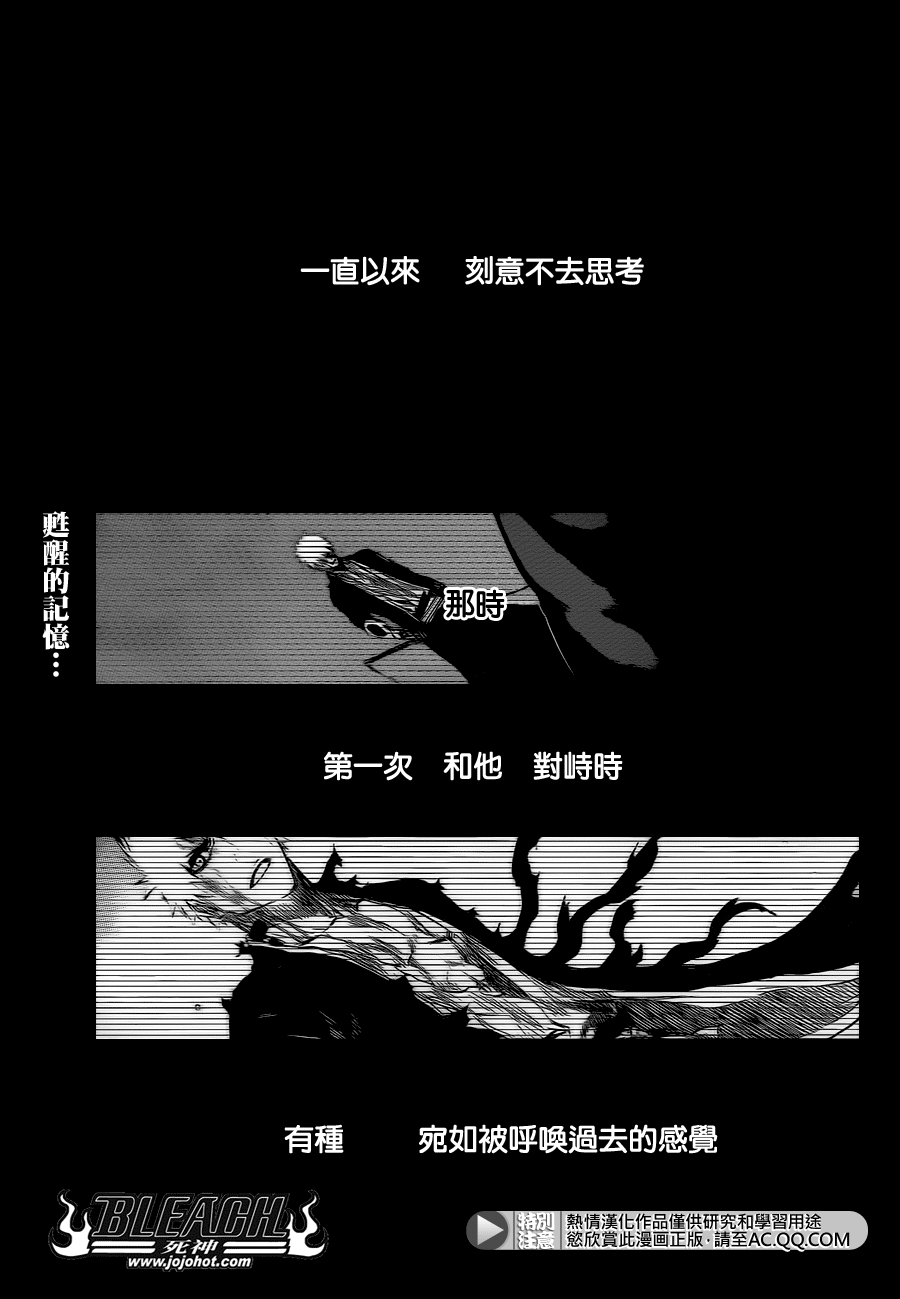 一直以來 刻意不去思考
甦醒的記憶…
那時
第一次 和他 對峙時
有種 宛如被呼喚過去的感覺
BLEACH
死神
www.jojohot.com
特別
注意
熱情漢化作品僅供研究和學習用途
慾欣賞此漫画正版，請至AC.QQ.COM